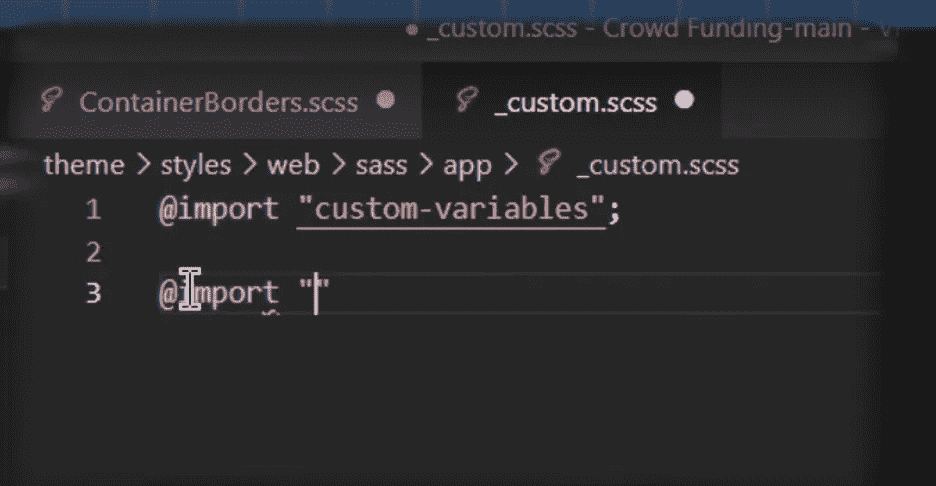 _custom.scss - Crowd Funding-main -
ContainerBorders.scss _custom.scss
theme > styles > web > sass > app > _custom.scss
1 @import "custom-variables";
2
3 @import ""